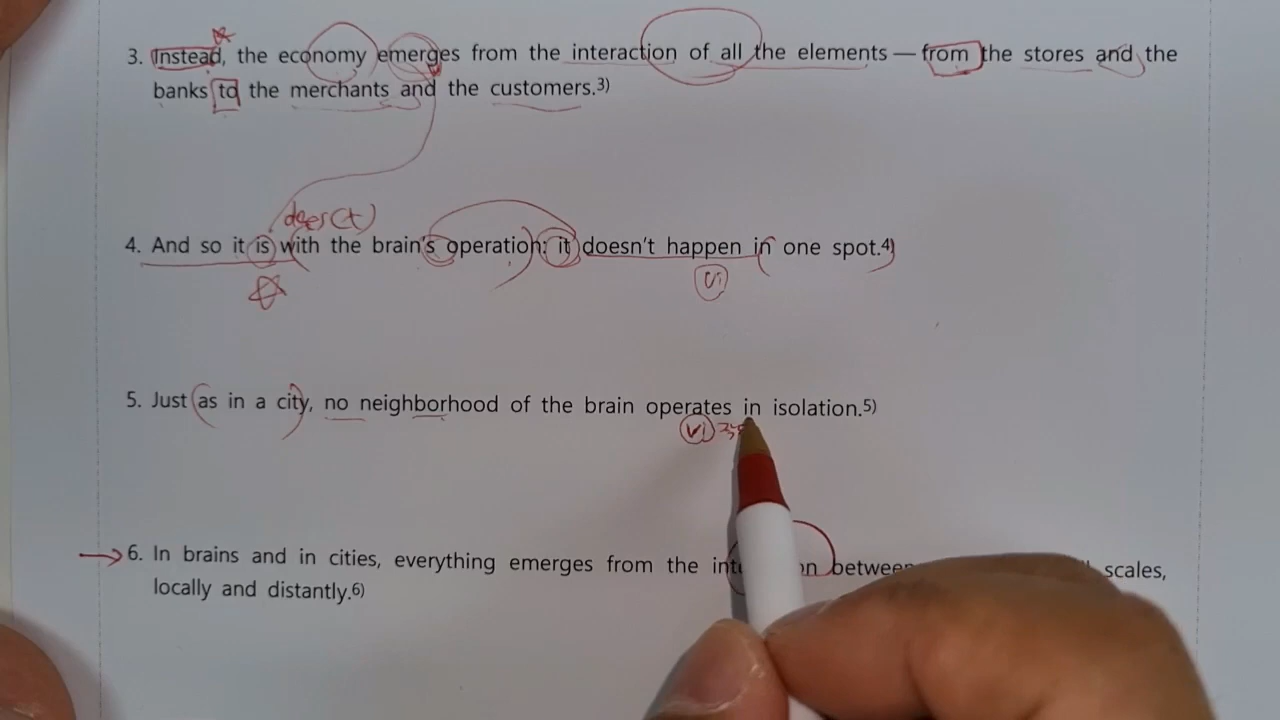 3. Instead, the economy emerges from the interaction of all the elements — from the stores and the
banks to the merchants and the customers.3)
does(t)
4. And so it is with the brain's operation; it doesn't happen in one spot.4)
vi
5. Just as in a city, no neighborhood of the brain operates in isolation.5)
vi
6. In brains and in cities, everything emerges from the between scales,
locally and distantly.6)